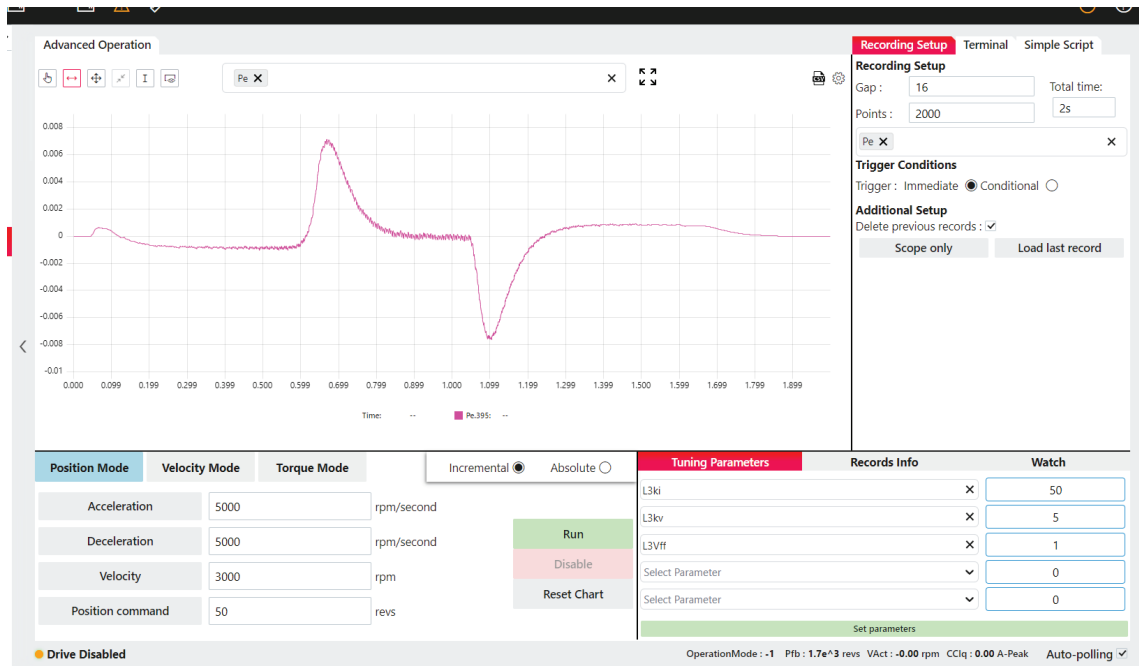 Advanced Operation
Recording Setup Terminal Simple Script
Pe
CSV
Recording Setup
Gap : 16 Total time:
Points : 2000 2s
Pe
Trigger Conditions
Trigger : Immediate Conditional
Additional Setup
Delete previous records :
Scope only Load last record
0.008
0.006
0.004
0.002
0
-0.002
-0.004
-0.006
-0.008
-0.01
0.000 0.099 0.199 0.299 0.399 0.500 0.599 0.699 0.799 0.899 1.000 1.099 1.199 1.299 1.399 1.500 1.599 1.699 1.799 1.899
Time: -- Pe.395: --
Position Mode Velocity Mode Torque Mode Incremental Absolute
Tuning Parameters Records Info Watch
Acceleration 5000 rpm/second
Deceleration 5000 rpm/second
Velocity 3000 rpm
Position command 50 revs
Run
Disable
Reset Chart
L3ki 50
L3kv 5
L3Vff 1
Select Parameter 0
Select Parameter 0
Set parameters
Drive Disabled OperationMode : -1 Pfb : 1.7e^3 revs VAct : -0.00 rpm CCIq : 0.00 A-Peak Auto-polling